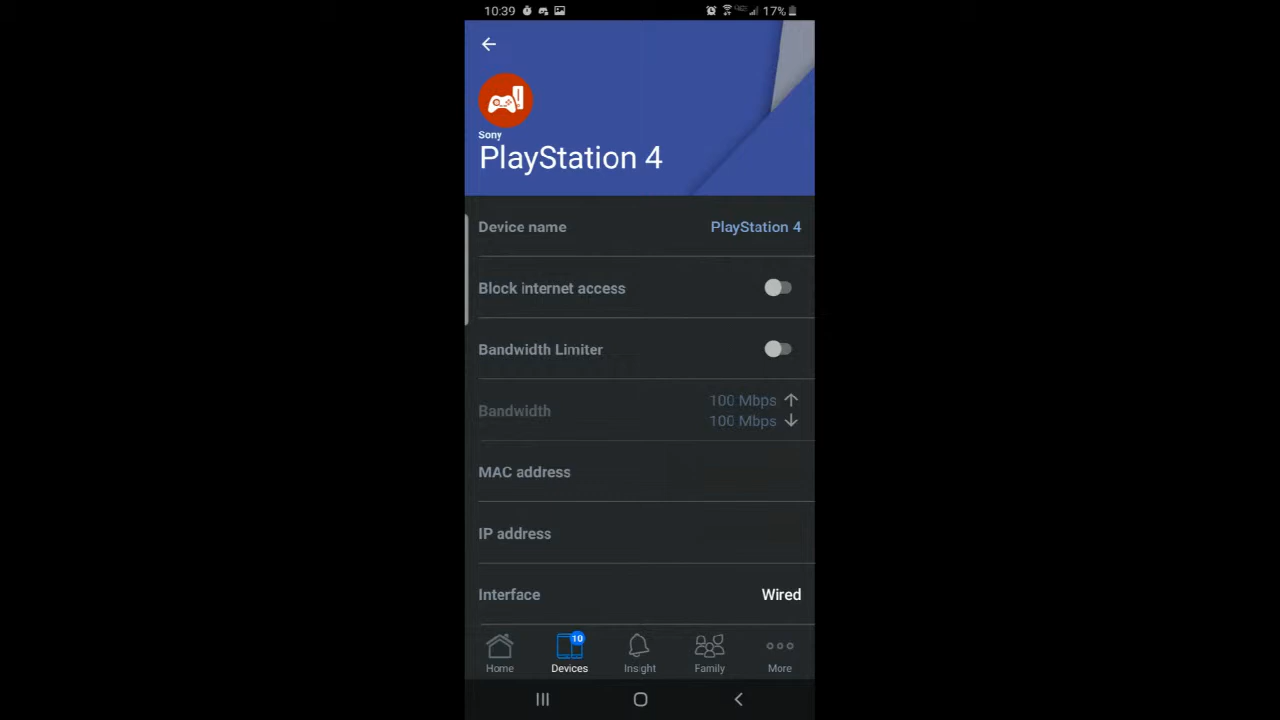 10:39
17%
Sony
PlayStation 4
Device name PlayStation 4
Block internet access
Bandwidth Limiter
Bandwidth 100 Mbps ↑
100 Mbps ↓
MAC address
IP address
Interface Wired
10
Home Devices Insight Family More